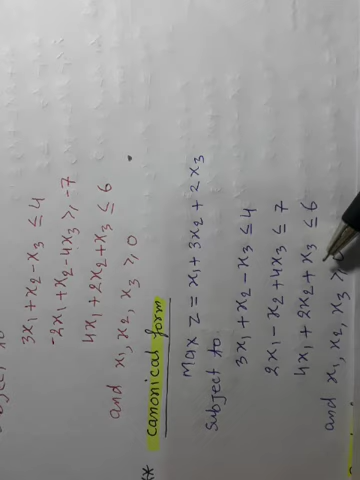 3x₁ + x₂ - x₃ ≤ 4
-2x₁ + x₂ - 4x₃ ≥ -7
4x₁ + 2x₂ + x₃ ≤ 6
and x₁, x₂, x₃ ≥ 0
** Canonical form
Max Z = x₁ + 3x₂ + 2x₃
Subject to
3x₁ + x₂ - x₃ ≤ 4
2x₁ - x₂ + 4x₃ ≤ 7
4x₁ + 2x₂ + x₃ ≤ 6
and x₁, x₂, x₃ ≥ 0